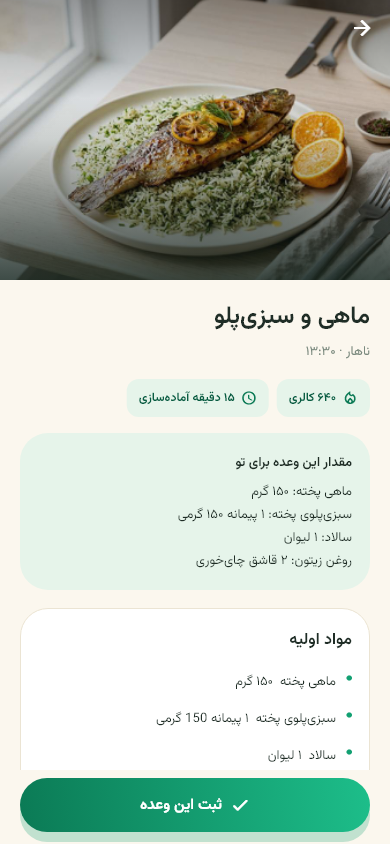 ماهی و سبزی‌پلو
ناهار · ۱۳:۳۰
۶۴۰ کالری
۱۵ دقیقه آماده‌سازی
مقدار این وعده برای تو
ماهی پخته: ۱۵۰ گرم
سبزی‌پلوی پخته: ۱ پیمانه ۱۵۰ گرمی
سالاد: ۱ لیوان
روغن زیتون: ۲ قاشق چای‌خوری
مواد اولیه
ماهی پخته ۱۵۰ گرم
سبزی‌پلوی پخته ۱ پیمانه 150 گرمی
سالاد ۱ لیوان
ثبت این وعده